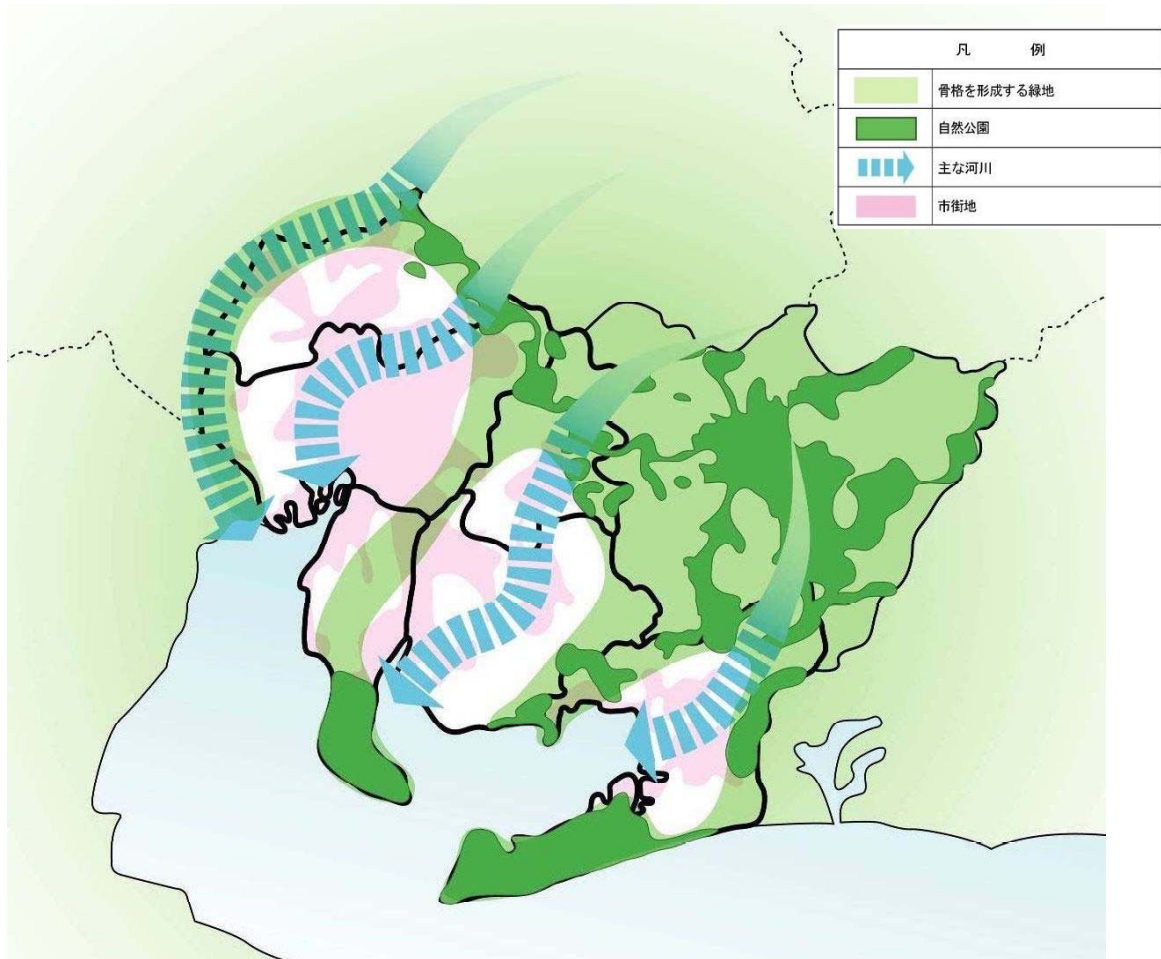 凡　例
骨格を形成する緑地
自然公園
主な河川
市街地